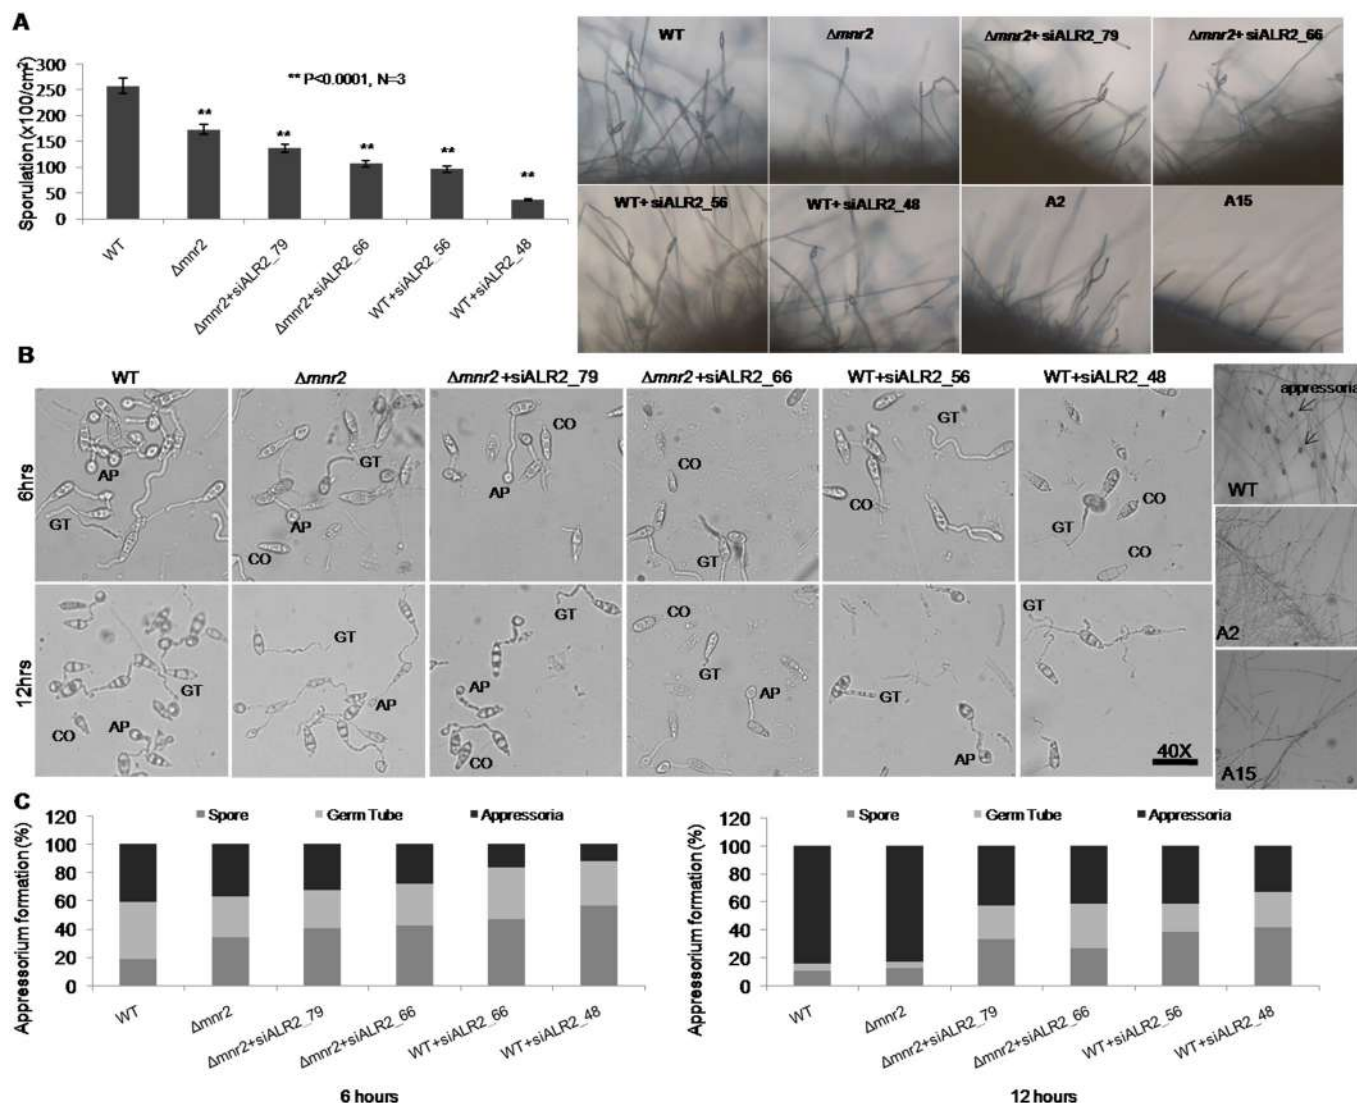 A
Sporulation (x100/cm²)
300
250
200
150
100
50
0
** P<0.0001, N=3
**
**
**
**
**
WT
Δmnr2
Δmnr2+siALR2_79
Δmnr2+siALR2_66
WT+siALR2_56
WT+siALR2_48
WT
Δmnr2
Δmnr2+siALR2_79
Δmnr2+siALR2_66
WT+siALR2_56
WT+siALR2_48
A2
A15
B
WT
Δmnr2
Δmnr2+siALR2_79
Δmnr2+siALR2_66
WT+siALR2_56
WT+siALR2_48
6hrs
AP
GT
GT
AP
CO
CO
AP
CO
GT
GT
CO
CO
GT
CO
appressoria
WT
12hrs
GT
CO
AP
GT
AP
GT
AP
CO
CO
GT
AP
GT
AP
GT
40X
A2
A15
C
Appressorium formation (%)
120
100
80
60
40
20
0
Spore
Germ Tube
Appressoria
WT
Δmnr2
Δmnr2+siALR2_79
Δmnr2+siALR2_66
WT+siALR2_66
WT+siALR2_48
6 hours
Appressorium formation (%)
120
100
80
60
40
20
0
Spore
Germ Tube
Appressoria
WT
Δmnr2
Δmnr2+siALR2_79
Δmnr2+siALR2_66
WT+siALR2_56
WT+siALR2_48
12 hours